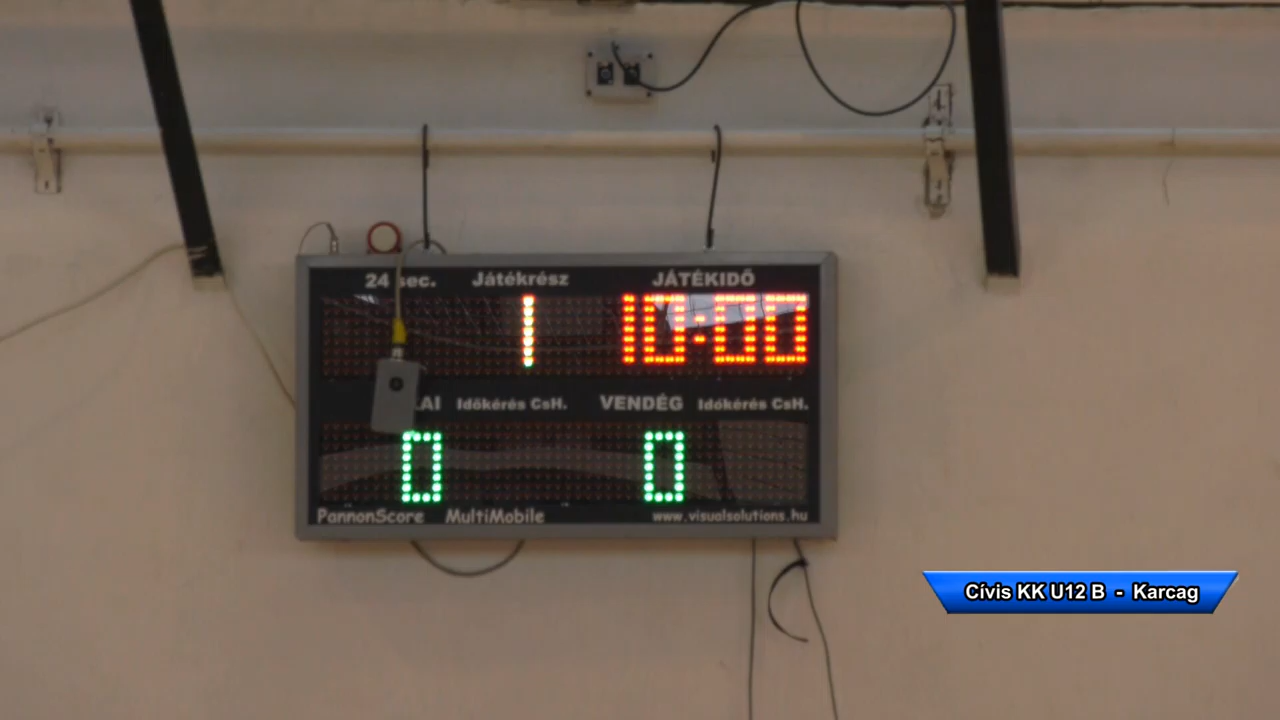 24 sec. Játékrész JÁTÉKIDŐ
1 10:00
Időkérés CsH. VENDÉG Időkérés CsH.
0 0
PannonScore MultiMobile www.visualsolutions.hu
Cívis KK U12 B - Karcag